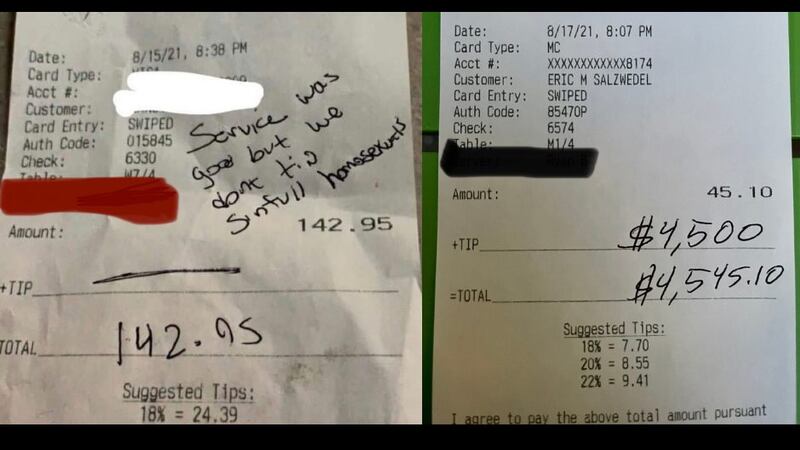 Date: 8/15/21, 8:38 PM
Card Type:
Acct #:
Customer:
Card Entry: SWIPED
Auth Code: 015845
Check: 6330
W7/4
Service was
good but we
dont tip
Sinfull homosexuals
Amount: 142.95
+TIP
TOTAL 142.95
Suggested Tips:
18% = 24.39
Date: 8/17/21, 8:07 PM
Card Type: MC
Acct #: XXXXXXXXXXXX8174
Customer: ERIC M SALZWEDEL
Card Entry: SWIPED
Auth Code: 85470P
Check: 6574
Table: M1/4
Amount: 45.10
+TIP $4,500
=TOTAL $4,545.10
Suggested Tips:
18% = 7.70
20% = 8.55
22% = 9.41
I agree to pay the above total amount pursuant